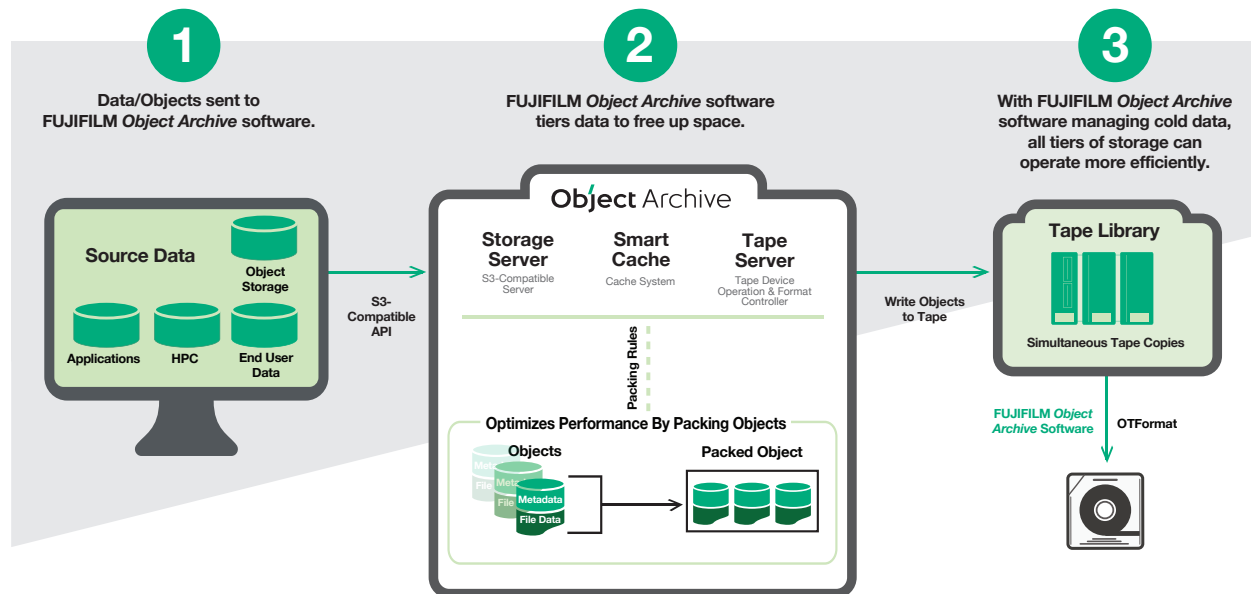 1
Data/Objects sent to
FUJIFILM Object Archive software.
Source Data
Object
Storage
Applications
HPC
End User
Data
S3-
Compatible
API
2
FUJIFILM Object Archive software
tiers data to free up space.
Object Archive
Storage
Server
S3-Compatible
Server
Smart
Cache
Cache System
Tape
Server
Tape Device
Operation & Format
Controller
Packing Rules
Optimizes Performance By Packing Objects
Objects
Metadata
File Data
Packed Object
Write Objects
to Tape
3
With FUJIFILM Object Archive
software managing cold data,
all tiers of storage can
operate more efficiently.
Tape Library
Simultaneous Tape Copies
FUJIFILM Object
Archive Software
OTFormat